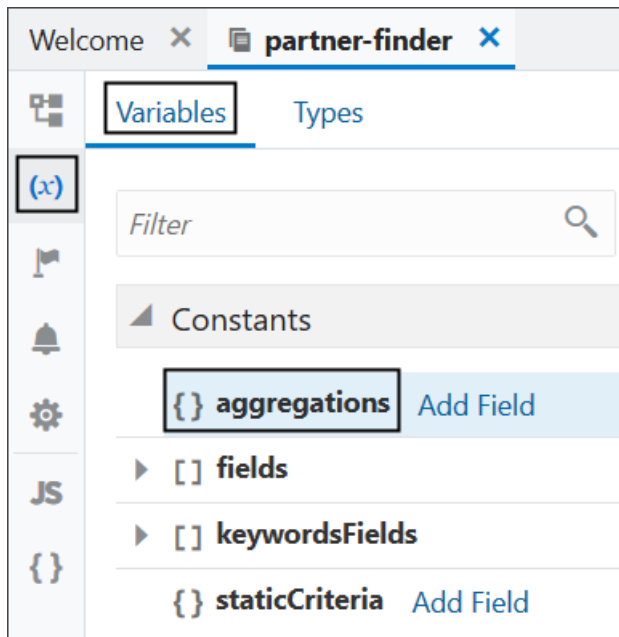 Welcome × partner-finder ×
Variables Types
(x)
Filter
Constants
{} aggregations Add Field
[] fields
JS
[] keywordsFields
{}
{} staticCriteria Add Field